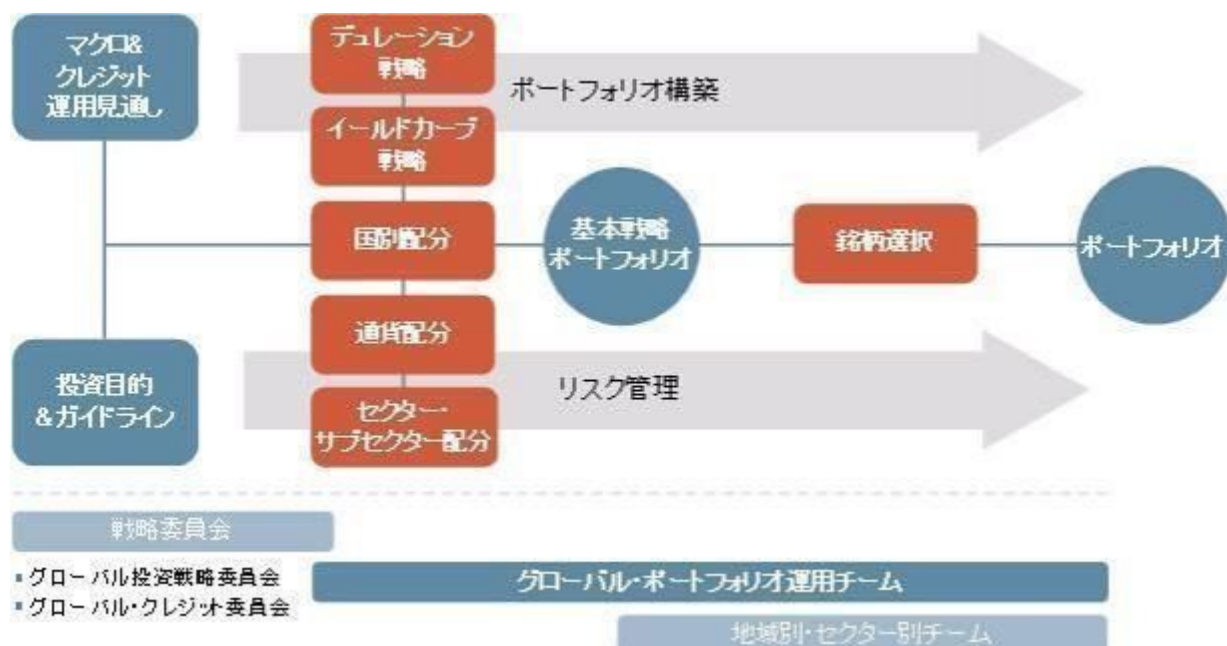 マクロ&
クレジット
運用見通し
デュレーション
戦略
イールドカーブ
戦略
国別配分
通貨配分
セクター・
サブセクター配分
投資目的
&ガイドライン
ポートフォリオ構築
基本戦略
ポートフォリオ
銘柄選択
ポートフォリオ
リスク管理
戦略委員会
▪グローバル投資戦略委員会
▪グローバル・クレジット委員会
グローバル・ポートフォリオ運用チーム
地域別・セクター別チーム